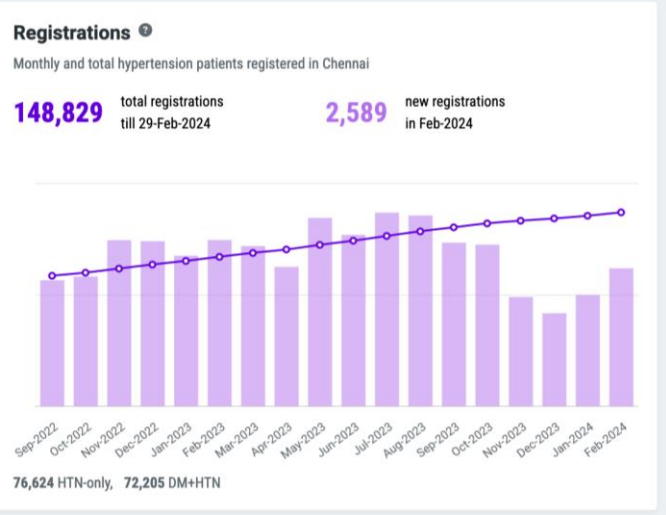 Registrations ?
Monthly and total hypertension patients registered in Chennai
148,829 total registrations
till 29-Feb-2024
2,589 new registrations
in Feb-2024
Sep-2022 Oct-2022 Nov-2022 Dec-2022 Jan-2023 Feb-2023 Mar-2023 Apr-2023 May-2023 Jun-2023 Jul-2023 Aug-2023 Sep-2023 Oct-2023 Nov-2023 Dec-2023 Jan-2024 Feb-2024
76,624 HTN-only, 72,205 DM+HTN